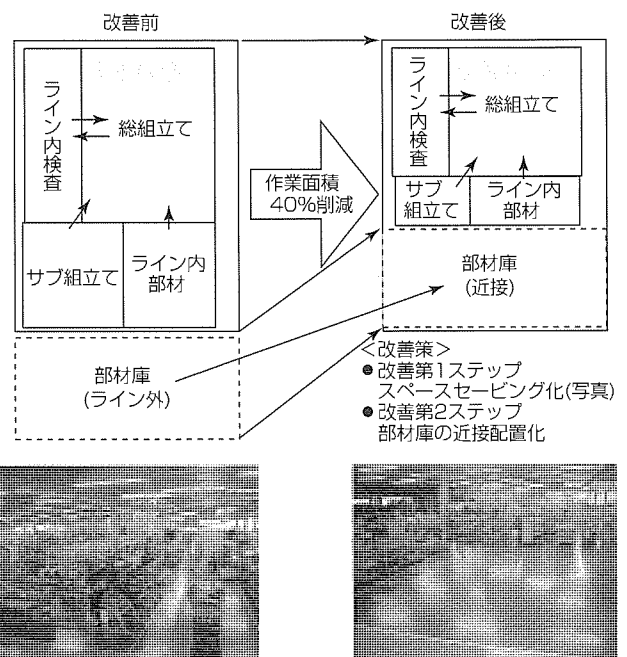 改善前
ライン内検査
総組立て
サブ組立て
ライン内
部材
部材庫
(ライン外)
作業面積
40%削減
改善後
ライン内検査
総組立て
サブ
組立て
ライン内
部材
部材庫
(近接)
＜改善策＞
●改善第1ステップ
スペースセービング化(写真)
●改善第2ステップ
部材庫の近接配置化